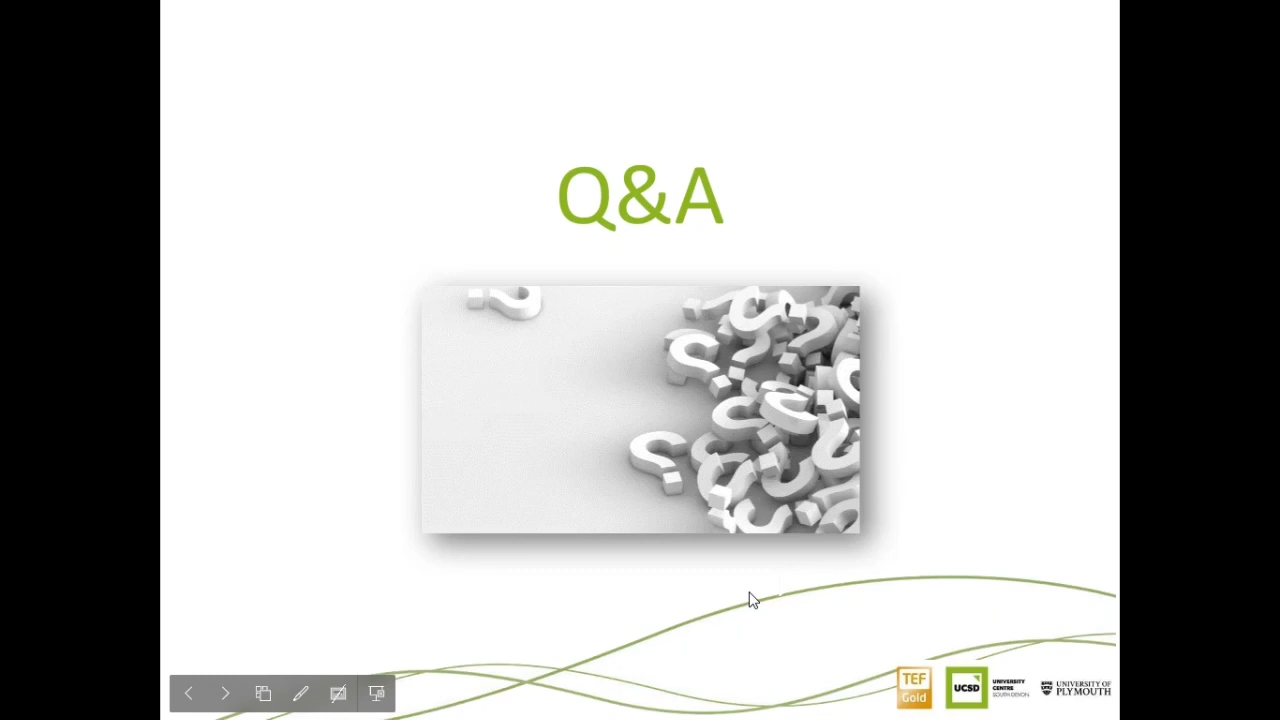 Q&A
TEF
Gold
UCSD
UNIVERSITY
CENTRE
SOUTH DEVON
UNIVERSITY OF
PLYMOUTH